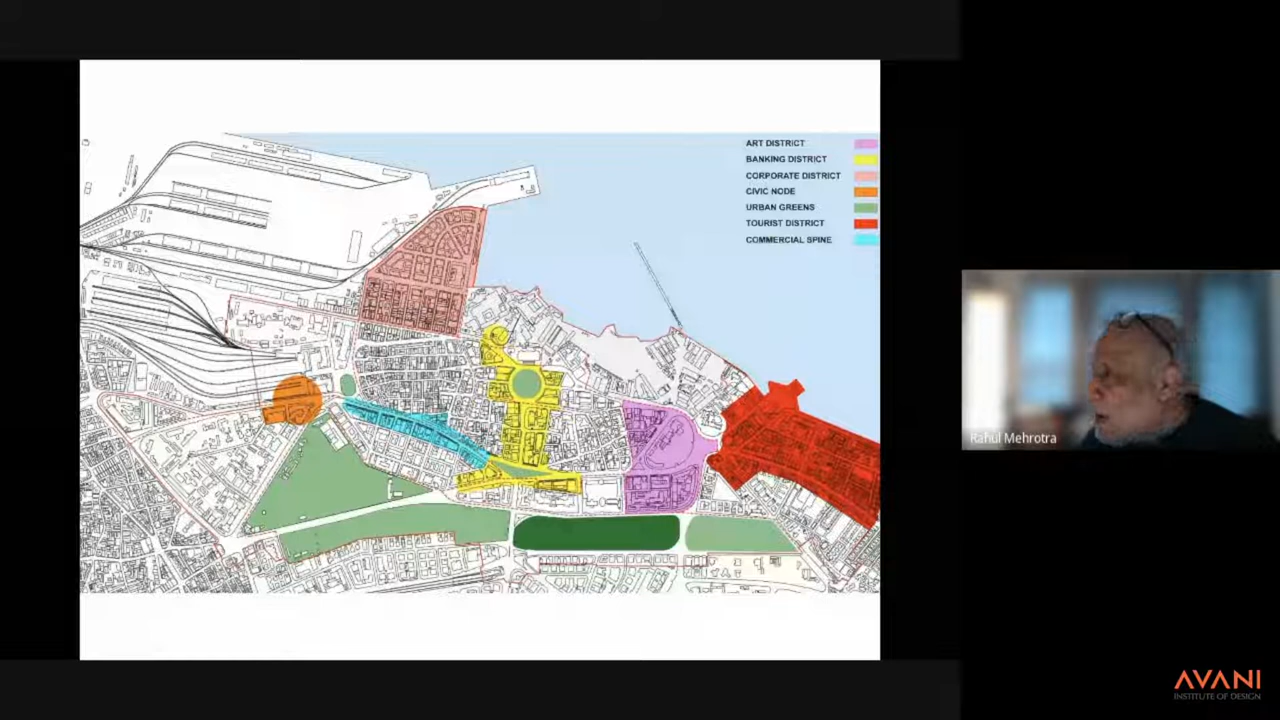 ART DISTRICT
BANKING DISTRICT
CORPORATE DISTRICT
CIVIC NODE
URBAN GREENS
TOURIST DISTRICT
COMMERCIAL SPINE
Rahul Mehrotra
AVANI
INSTITUTE OF DESIGN